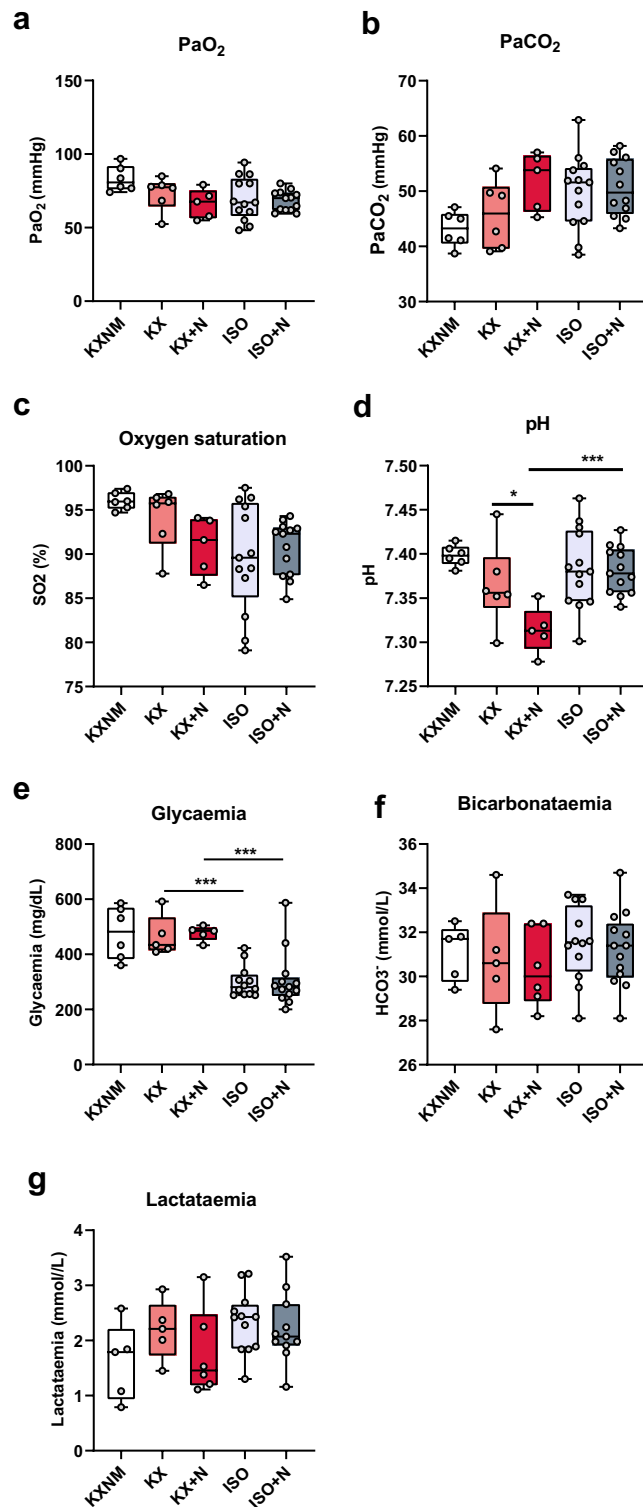 a
PaO2
PaO2 (mmHg)
150
100
50
0
KXNM
KX
KX+N
ISO
ISO+N
b
PaCO2
PaCO2 (mmHg)
70
60
50
40
30
KXNM
KX
KX+N
ISO
ISO+N
c
Oxygen saturation
SO2 (%)
100
95
90
85
80
75
KXNM
KX
KX+N
ISO
ISO+N
d
pH
pH
7.50
7.45
7.40
7.35
7.30
7.25
***
*
KXNM
KX
KX+N
ISO
ISO+N
e
Glycaemia
Glycaemia (mg/dL)
800
600
400
200
0
***
***
KXNM
KX
KX+N
ISO
ISO+N
f
Bicarbonataemia
HCO3⁻ (mmol/L)
34
32
30
28
26
KXNM
KX
KX+N
ISO
ISO+N
g
Lactataemia
Lactataemia (mmol//L)
4
3
2
1
0
KXNM
KX
KX+N
ISO
ISO+N